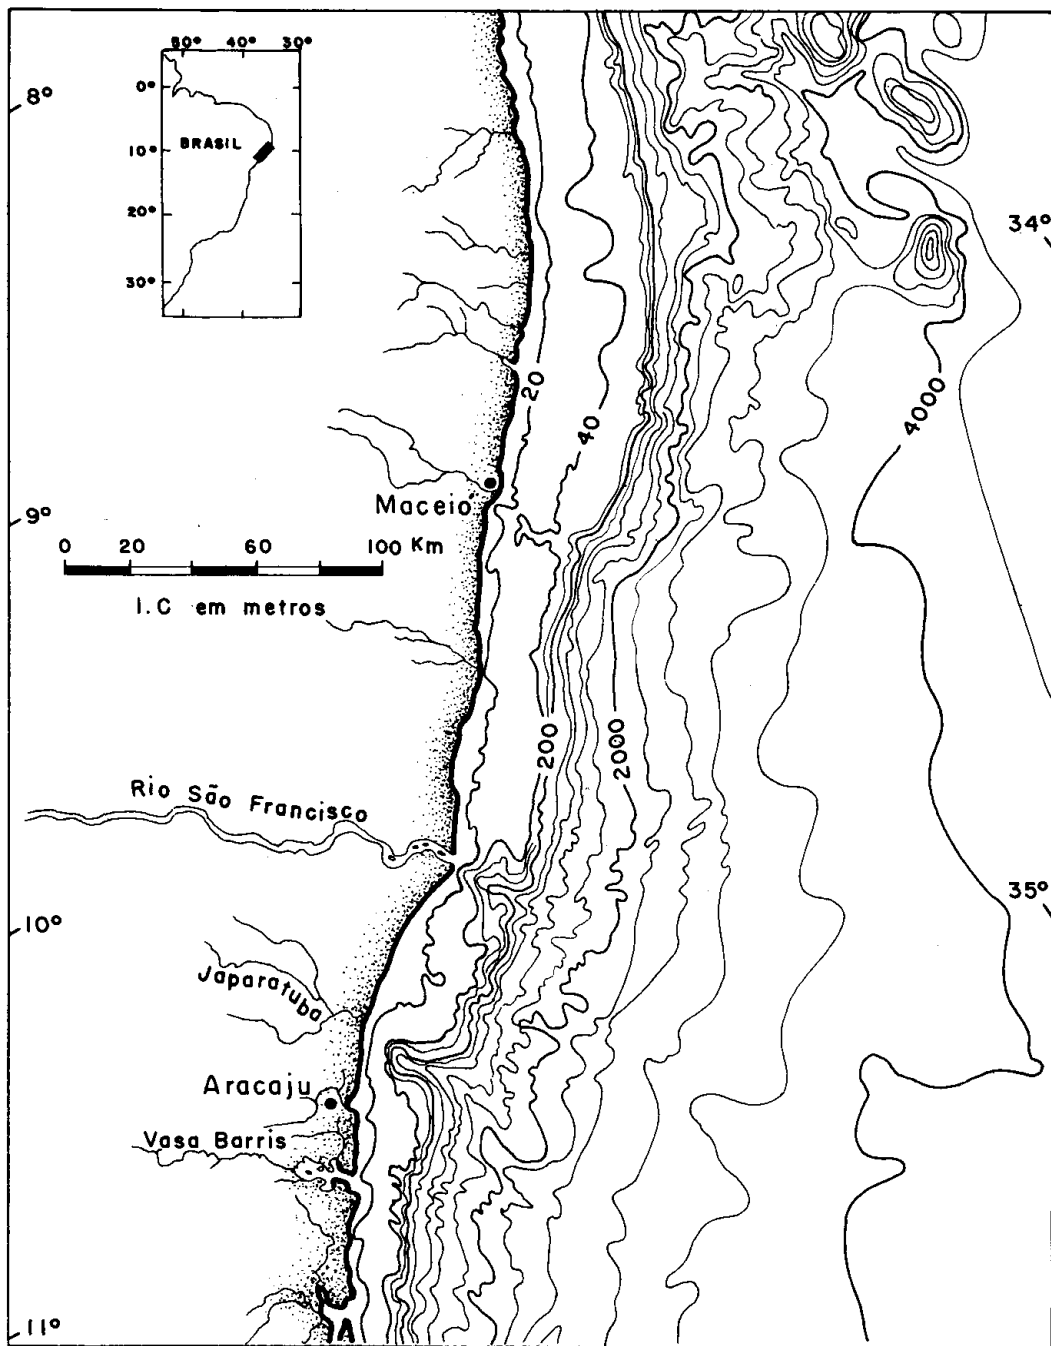 50° 40° 30°
0°
BRASIL
10°
20°
30°
8°
34°
20
40
4000
Maceio
9°
0 20 60 100 Km
I.C em metros
200
2000
Rio São Francisco
35°
10°
Japaratuba
Aracaju
Vasa Barris
11°
A